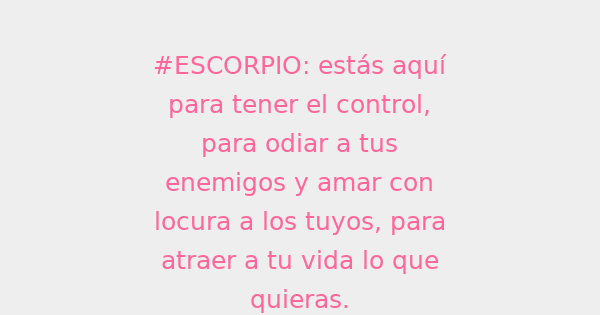 #ESCORPIO: estás aquí
para tener el control,
para odiar a tus
enemigos y amar con
locura a los tuyos, para
atraer a tu vida lo que
quieras.